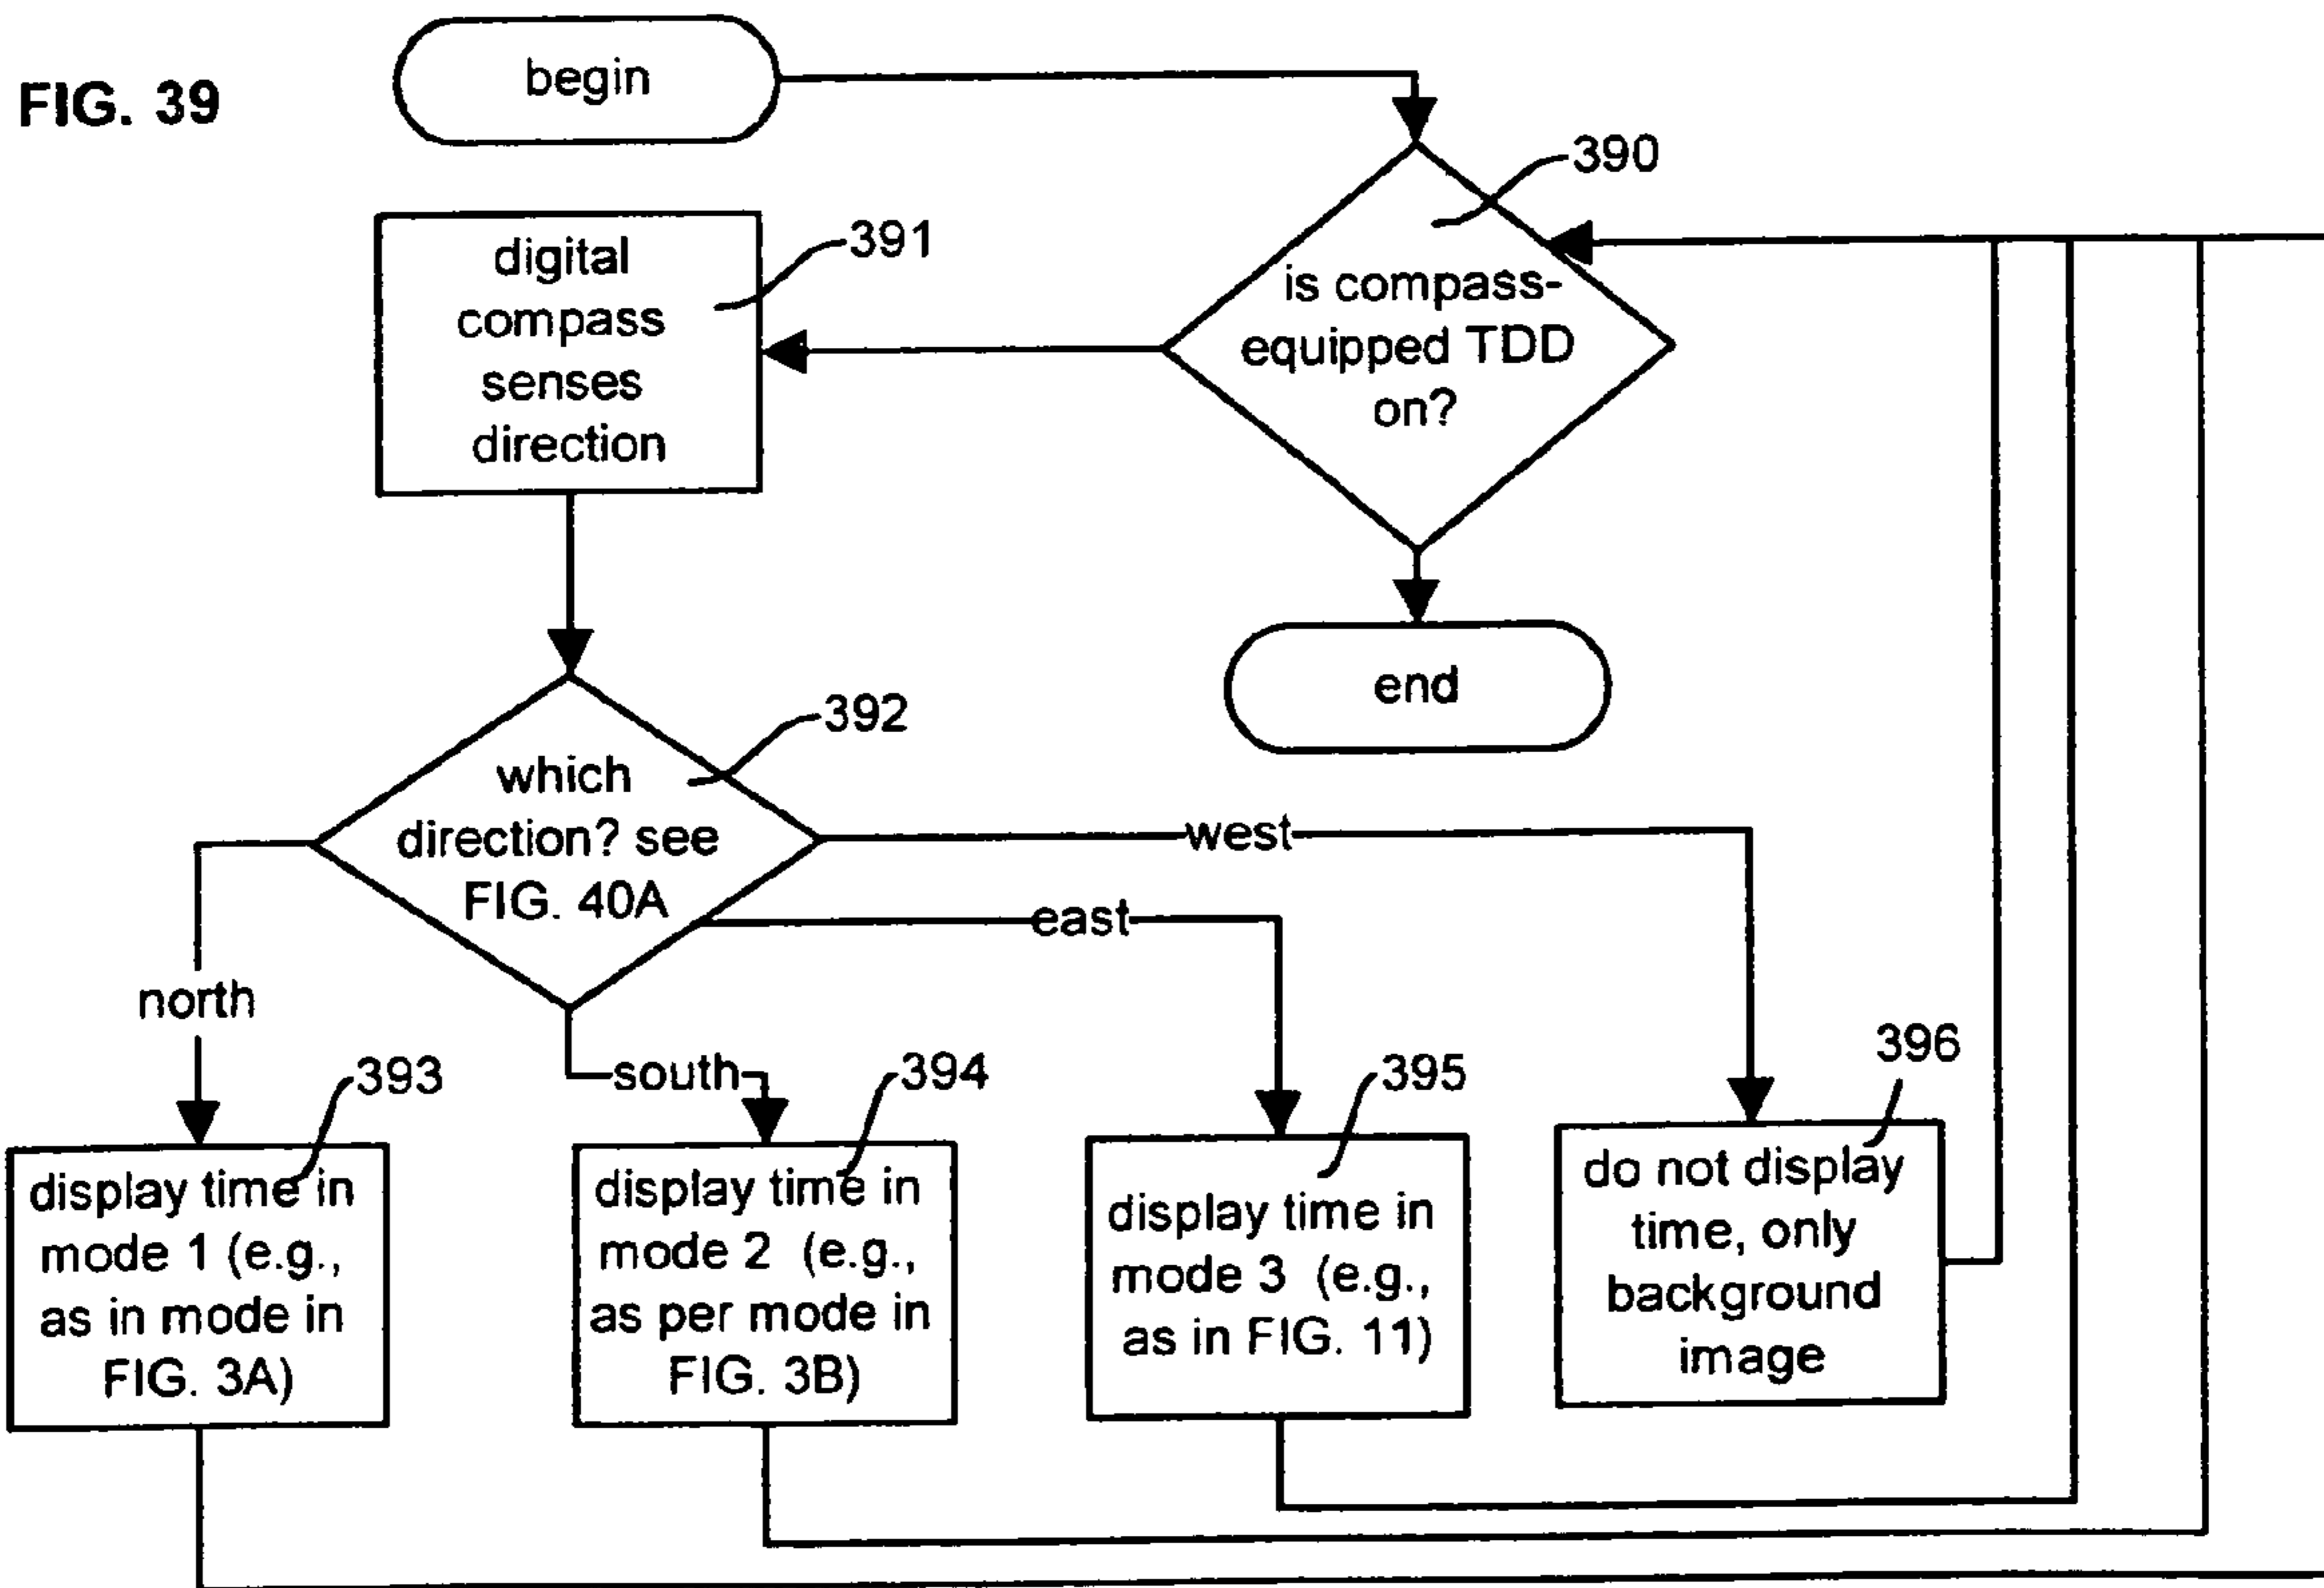 FIG. 39
begin
390
391
digital
compass
senses
direction
is compass-
equipped TDD
on?
end
392
which
direction? see
FIG. 40A
west
east
north
south
393
394
395
396
display time in
mode 1 (e.g.,
as in mode in
FIG. 3A)
display time in
mode 2 (e.g.,
as per mode in
FIG. 3B)
display time in
mode 3 (e.g.,
as in FIG. 11)
do not display
time, only
background
image